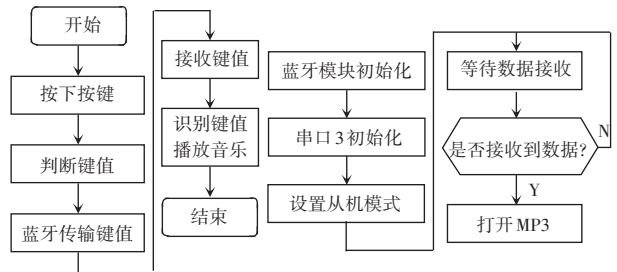 开始
按下按键
判断键值
蓝牙传输键值
接收键值
识别键值
播放音乐
结束
蓝牙模块初始化
串口3初始化
设置从机模式
等待数据接收
是否接收到数据?
N
Y
打开MP3